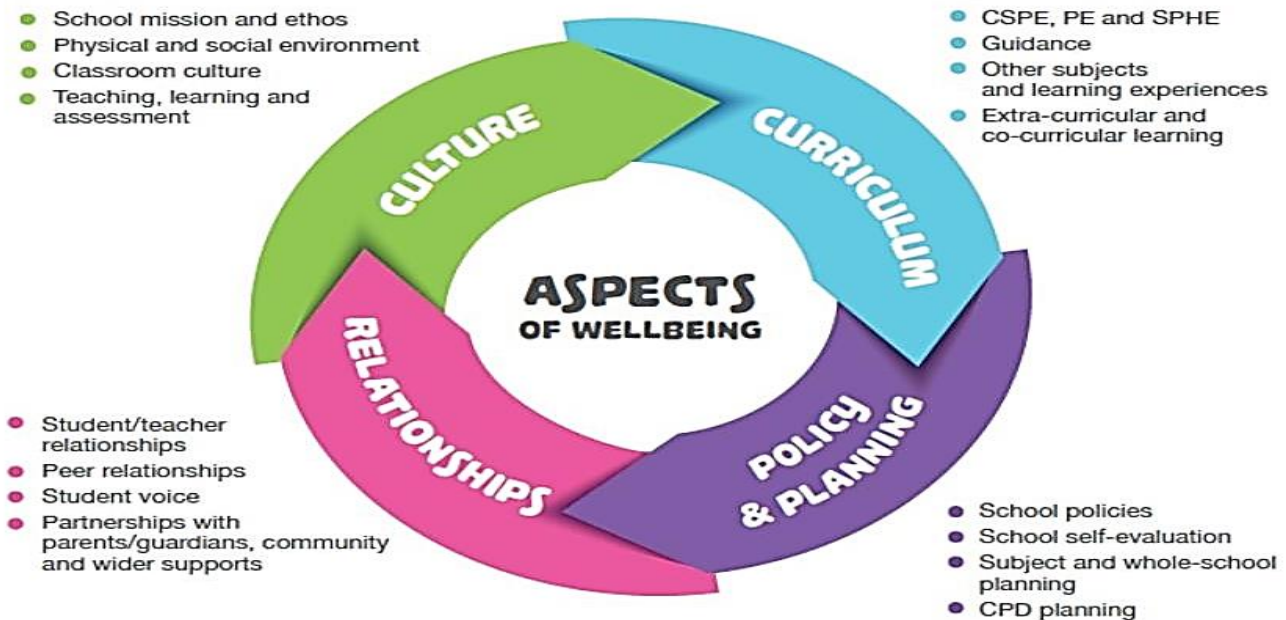 School mission and ethos
Physical and social environment
Classroom culture
Teaching, learning and
assessment
CSPE, PE and SPHE
Guidance
Other subjects
and learning experiences
Extra-curricular and
co-curricular learning
CULTURE
CURRICULUM
ASPECTS
OF WELLBEING
RELATIONSHIPS
POLICY
& PLANNING
Student/teacher
relationships
Peer relationships
Student voice
Partnerships with
parents/guardians, community
and wider supports
School policies
School self-evaluation
Subject and whole-school
planning
CPD planning